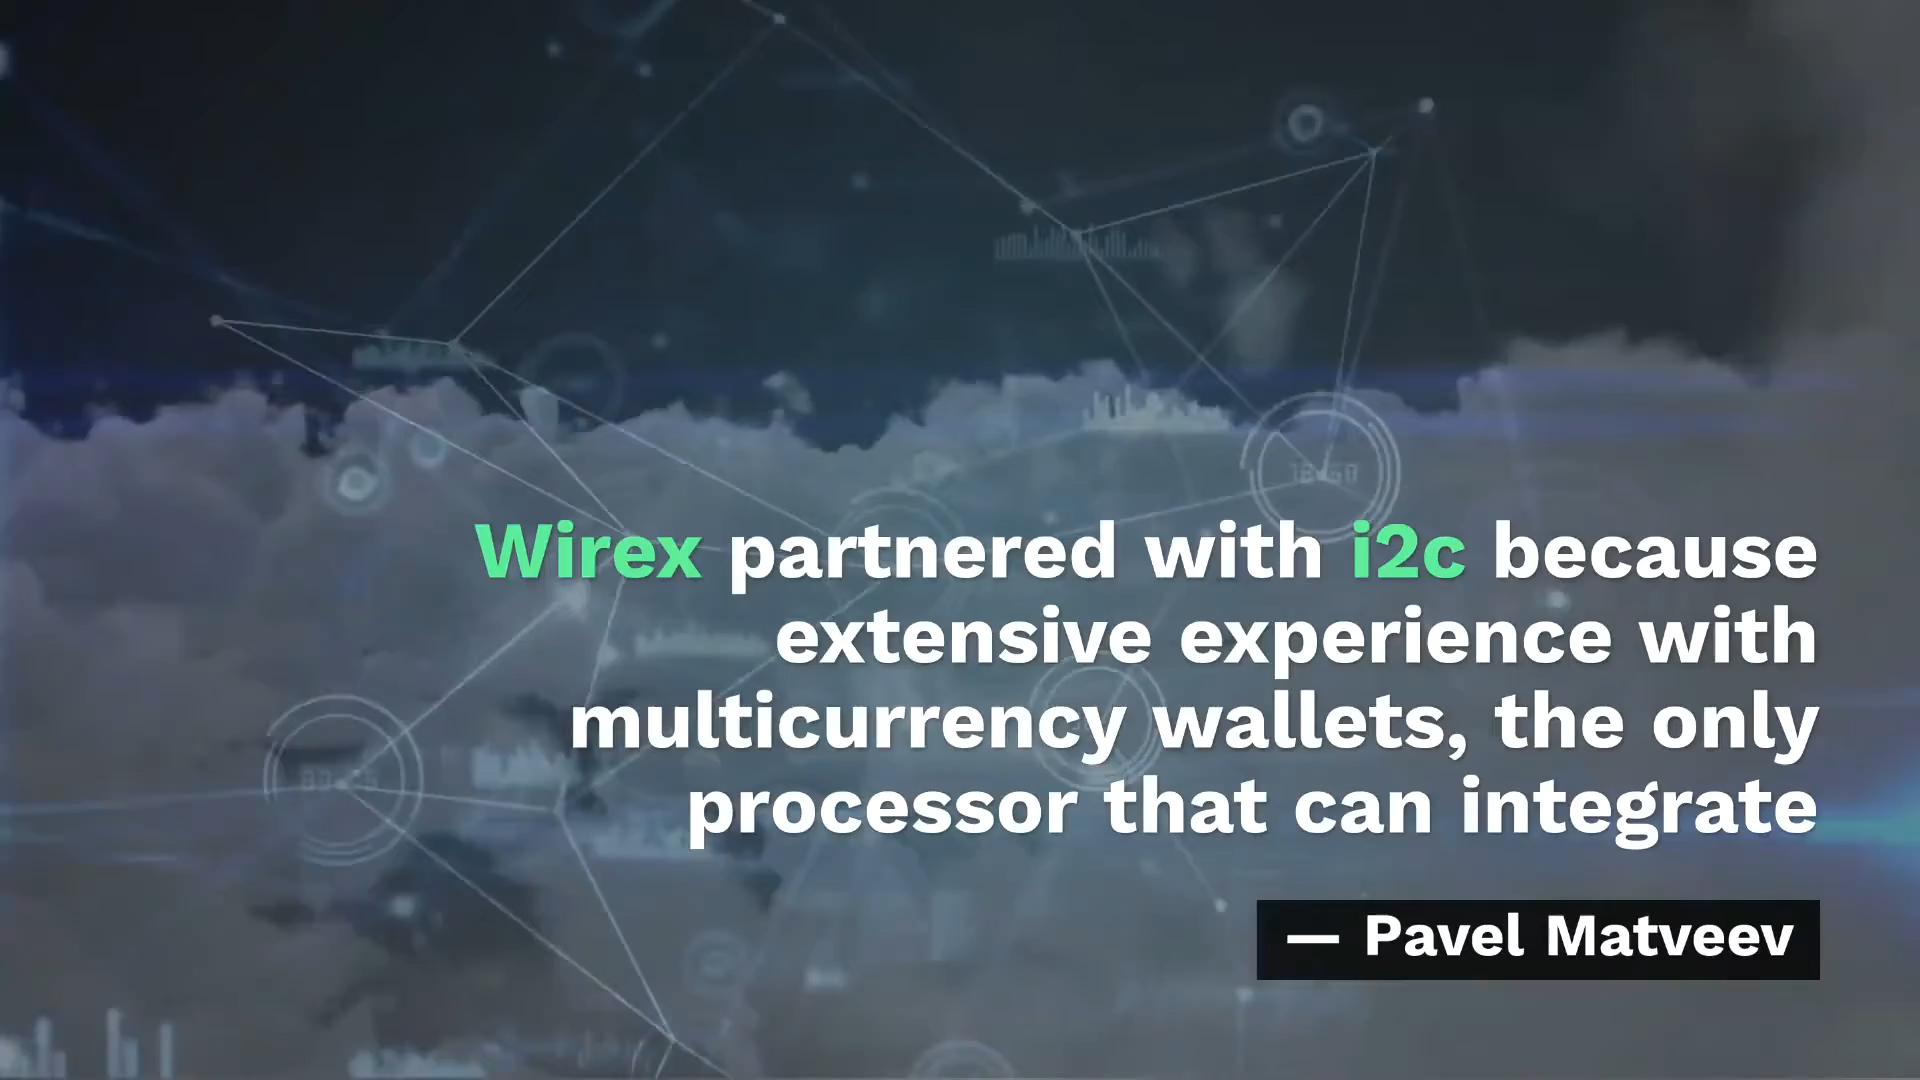 Wirex partnered with i2c because
extensive experience with
multicurrency wallets, the only
processor that can integrate
— Pavel Matveev